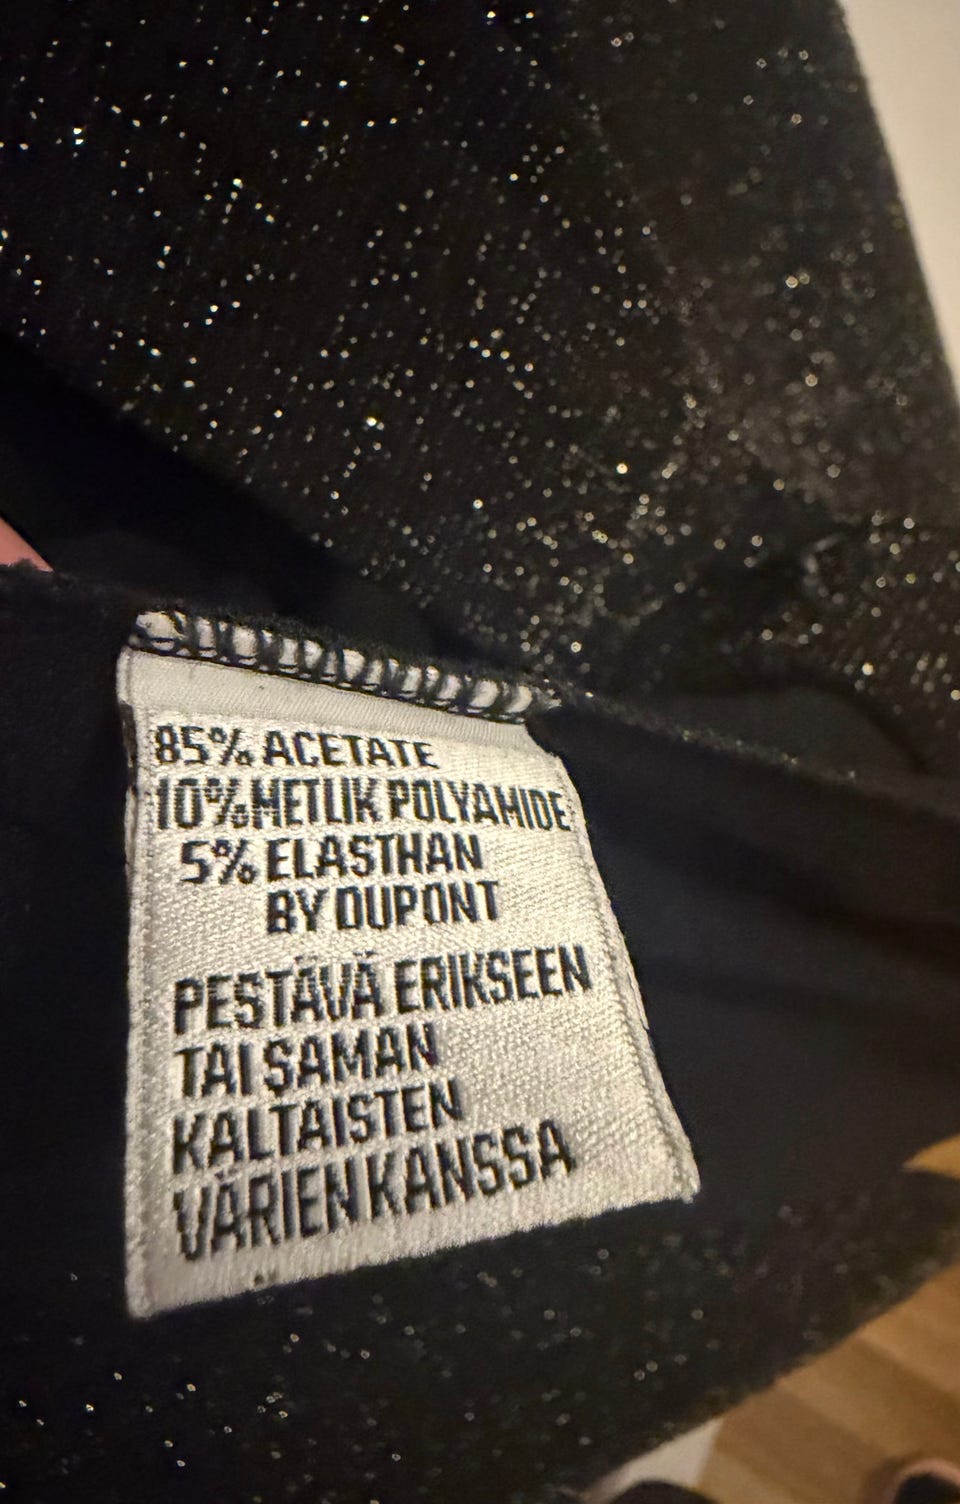 85% ACETATE
10% METLIK POLYAMIDE
5% ELASTHAN
BY DUPONT
PESTÄVÄ ERIKSEEN
TAI SAMAN
KALTAISTEN
VÄRIEN KANSSA